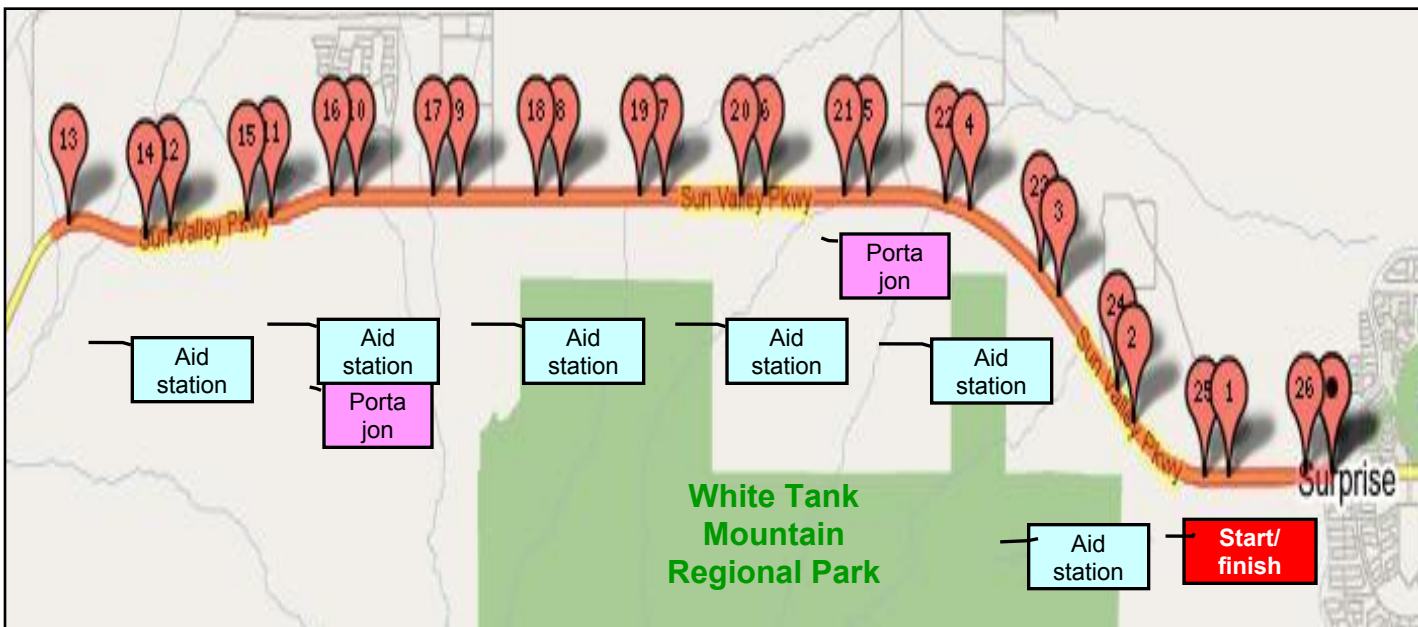 13
14
12
15
11
16
10
17
9
18
8
19
7
20
6
21
5
22
4
23
3
24
2
25
1
26
Sun Valley Pkwy
Sun Valley Pkwy
Sun Valley Pkwy
Surprise
Porta
jon
Aid
station
Aid
station
Porta
jon
Aid
station
Aid
station
Aid
station
White Tank
Mountain
Regional Park
Aid
station
Start/
finish